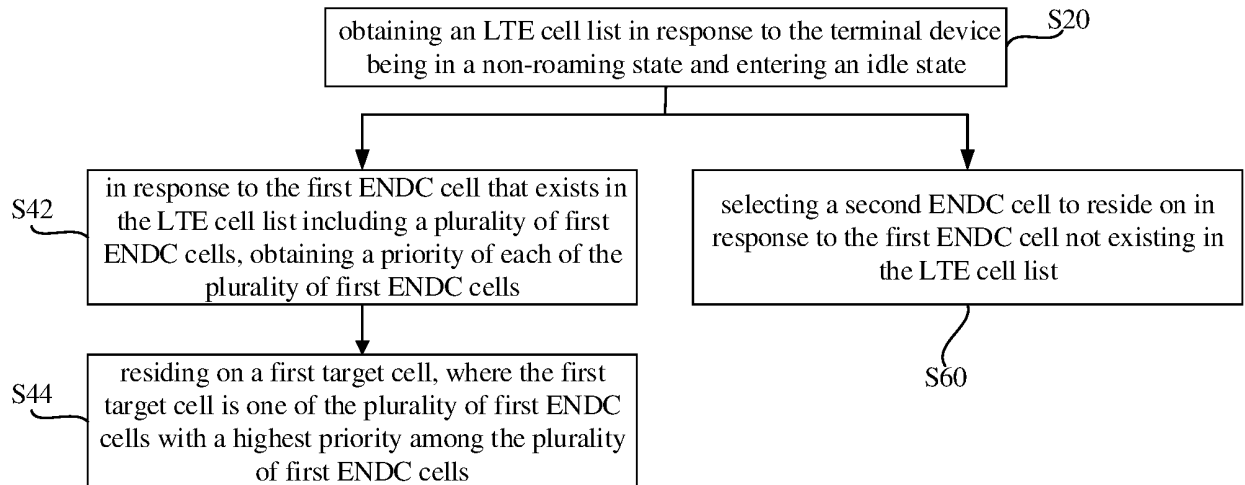 obtaining an LTE cell list in response to the terminal device
being in a non-roaming state and entering an idle state
S20
S42
in response to the first ENDC cell that exists in
the LTE cell list including a plurality of first
ENDC cells, obtaining a priority of each of the
plurality of first ENDC cells
selecting a second ENDC cell to reside on in
response to the first ENDC cell not existing in
the LTE cell list
S60
S44
residing on a first target cell, where the first
target cell is one of the plurality of first ENDC
cells with a highest priority among the plurality
of first ENDC cells